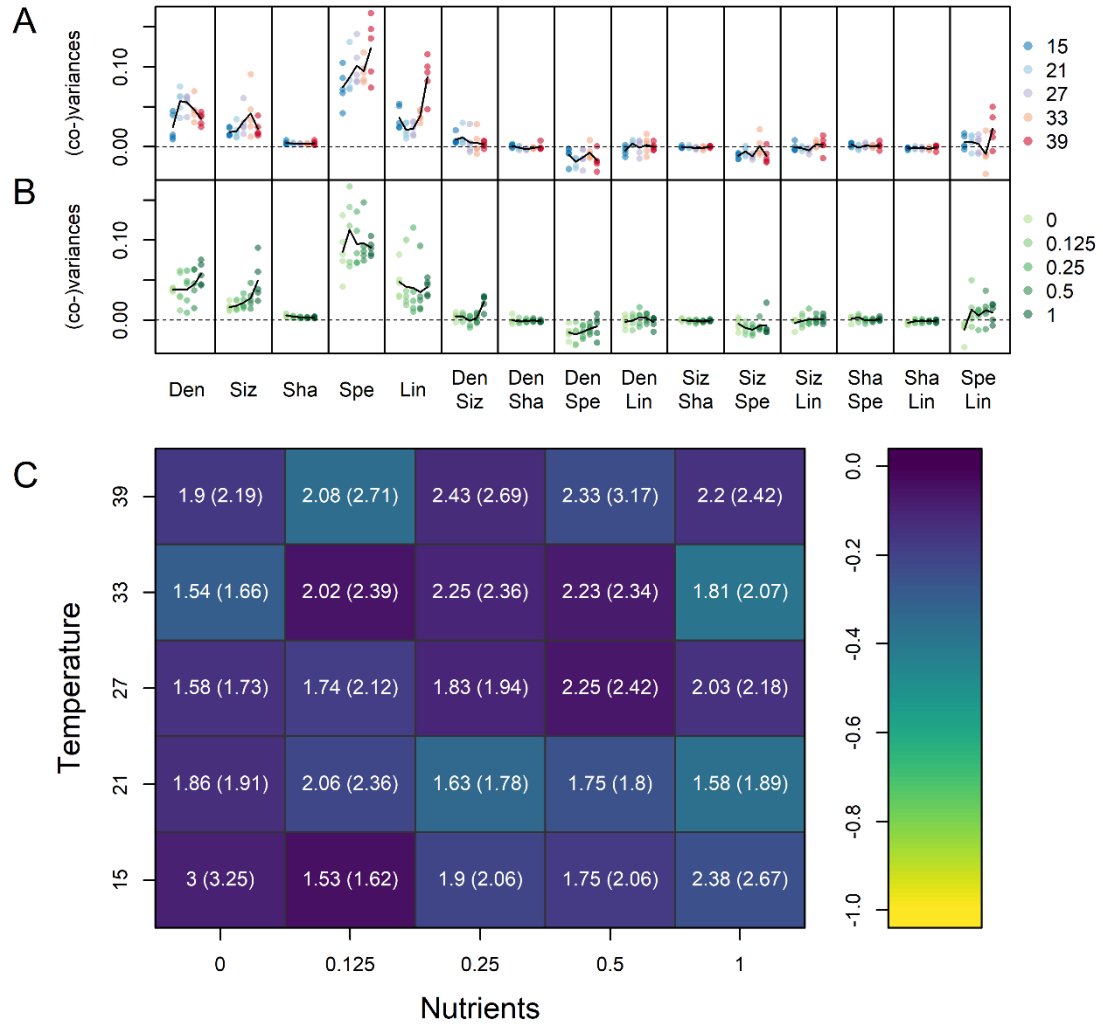 A
(co-)variances
0.10
0.00
15
21
27
33
39
B
(co-)variances
0.10
0.00
0
0.125
0.25
0.5
1
Den
Siz
Sha
Spe
Lin
Den
Siz
Den
Sha
Den
Spe
Den
Lin
Siz
Sha
Siz
Spe
Siz
Lin
Sha
Spe
Sha
Lin
Spe
Lin
C
Temperature
39
1.9 (2.19)
2.08 (2.71)
2.43 (2.69)
2.33 (3.17)
2.2 (2.42)
33
1.54 (1.66)
2.02 (2.39)
2.25 (2.36)
2.23 (2.34)
1.81 (2.07)
27
1.58 (1.73)
1.74 (2.12)
1.83 (1.94)
2.25 (2.42)
2.03 (2.18)
21
1.86 (1.91)
2.06 (2.36)
1.63 (1.78)
1.75 (1.8)
1.58 (1.89)
15
3 (3.25)
1.53 (1.62)
1.9 (2.06)
1.75 (2.06)
2.38 (2.67)
0
0.125
0.25
0.5
1
Nutrients
0.0
-0.2
-0.4
-0.6
-0.8
-1.0